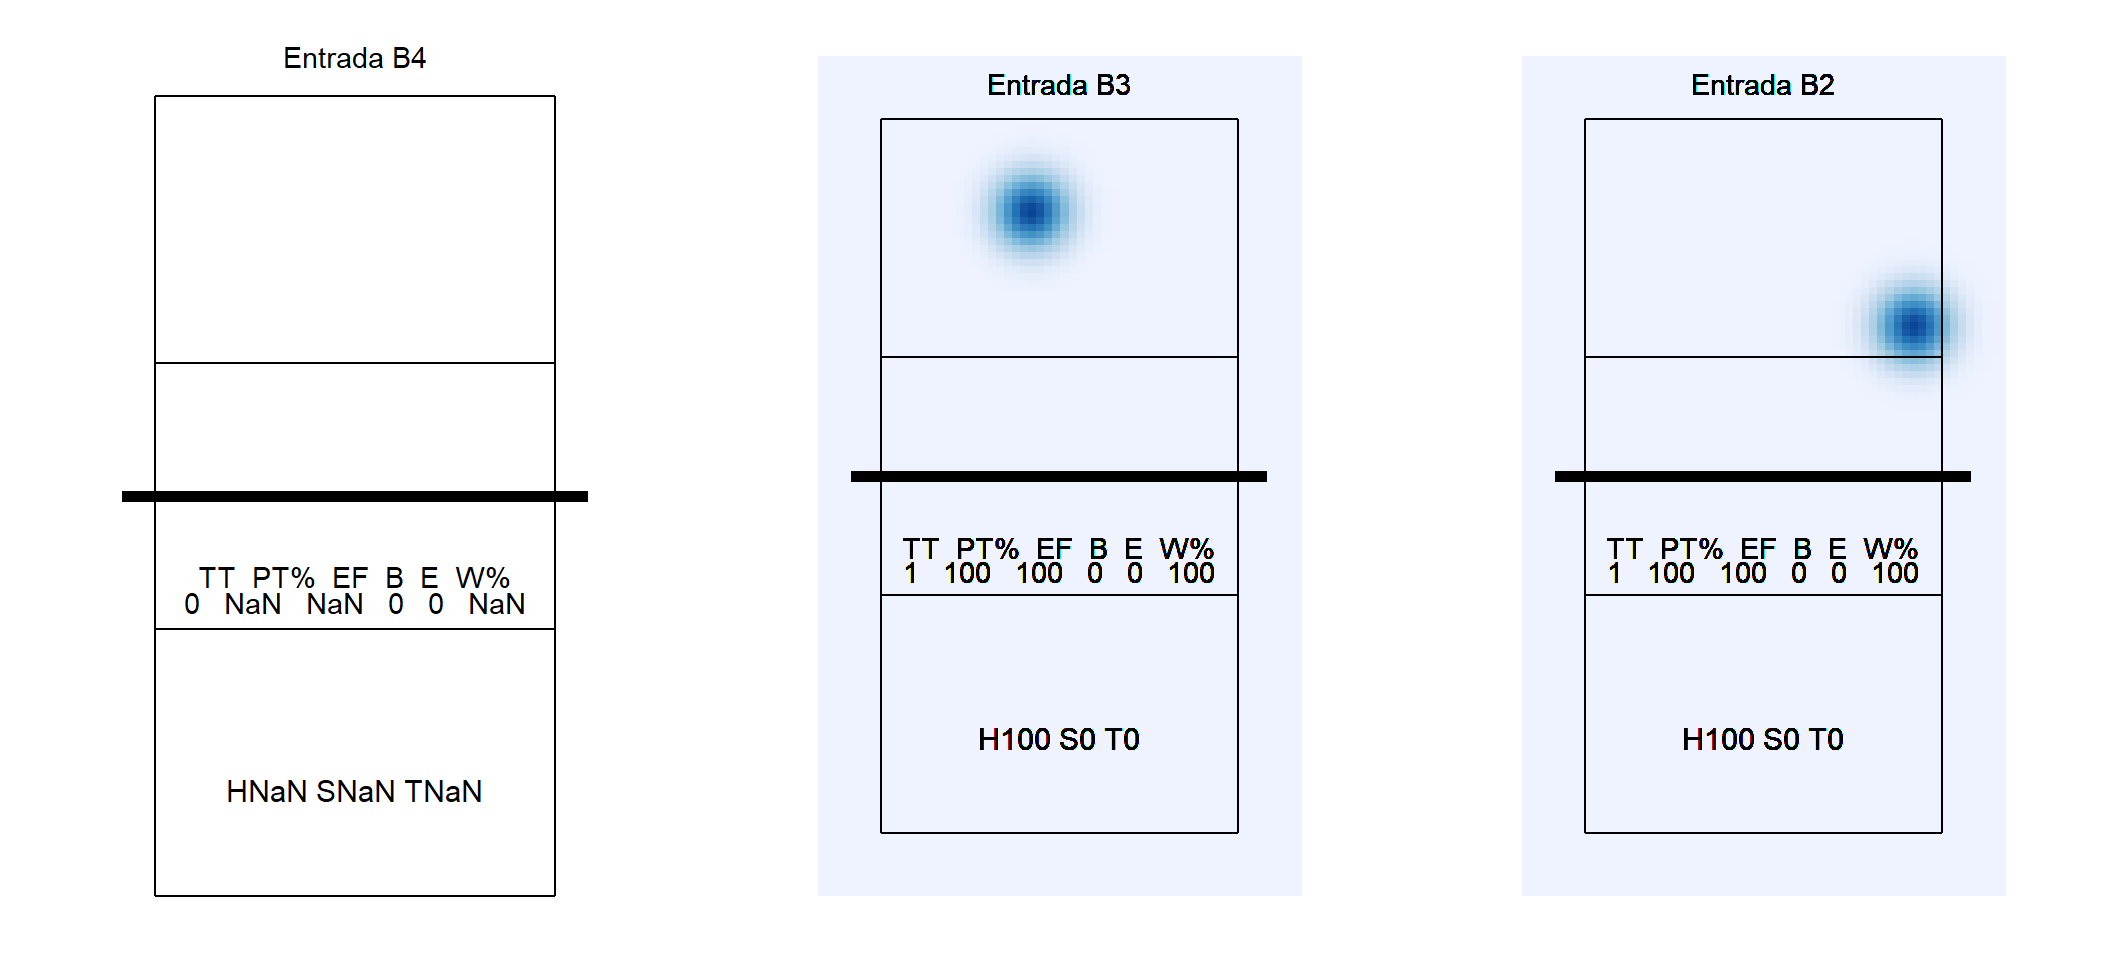 Entrada B4
TT PT% EF B E W%
0 NaN NaN 0 0 NaN
HNaN SNaN TNaN
Entrada B3
TT PT% EF B E W%
1 100 100 0 0 100
H100 S0 T0
Entrada B2
TT PT% EF B E W%
1 100 100 0 0 100
H100 S0 T0